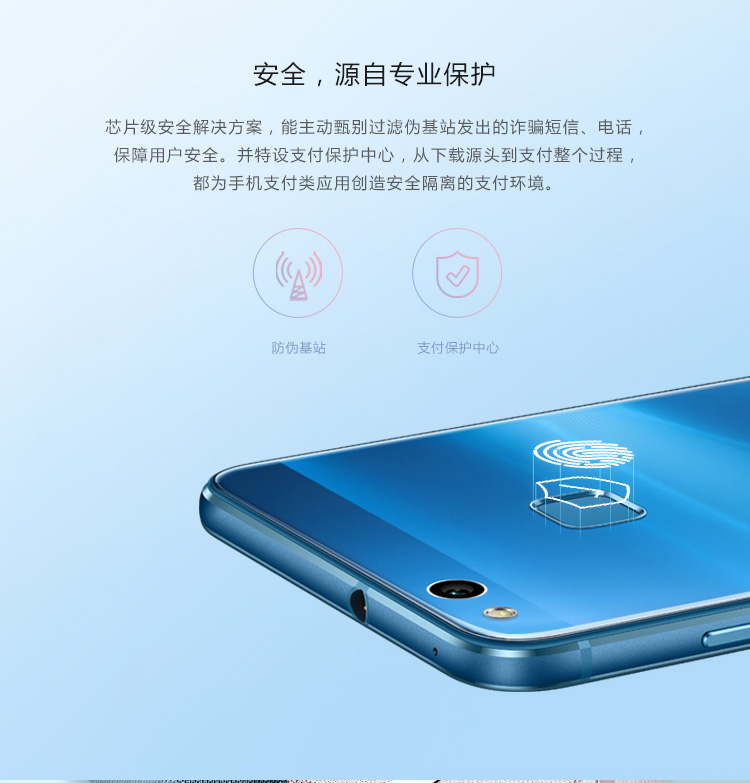 安全，源自专业保护
芯片级安全解决方案，能主动甄别过滤伪基站发出的诈骗短信、电话，
保障用户安全。并特设支付保护中心，从下载源头到支付整个过程，
都为手机支付类应用创造安全隔离的支付环境。
防伪基站
支付保护中心